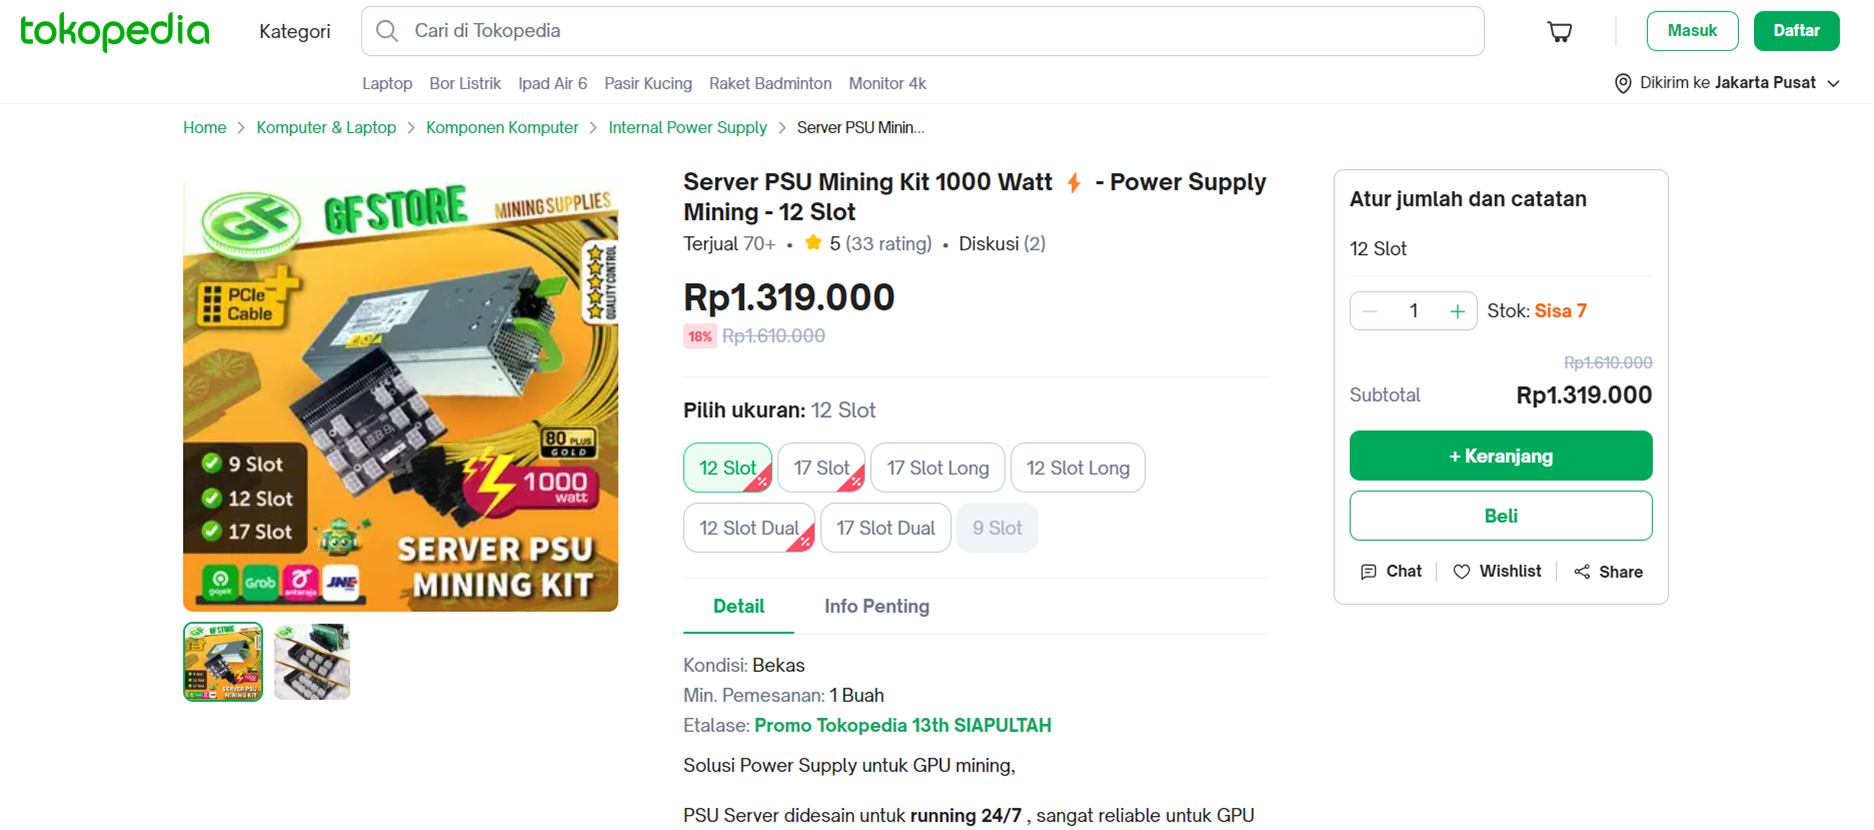 tokopedia
Kategori
Cari di Tokopedia
Masuk
Daftar
Laptop Bor Listrik Ipad Air 6 Pasir Kucing Raket Badminton Monitor 4k
Dikirim ke Jakarta Pusat
Home > Komputer & Laptop > Komponen Komputer > Internal Power Supply > Server PSU Minin...
GF
GF STORE
MINING SUPPLIES
QUALITY CONTROL
PCIe
Cable
80 PLUS
GOLD
1000
watt
9 Slot
12 Slot
17 Slot
SERVER PSU
MINING KIT
gojek
Grab
anteraja
JNE
Server PSU Mining Kit 1000 Watt ⚡ - Power Supply
Mining - 12 Slot
Terjual 70+ • 5 (33 rating) • Diskusi (2)
Rp1.319.000
18% Rp1.610.000
Pilih ukuran: 12 Slot
12 Slot 17 Slot 17 Slot Long 12 Slot Long
12 Slot Dual 17 Slot Dual 9 Slot
Detail Info Penting
Kondisi: Bekas
Min. Pemesanan: 1 Buah
Etalase: Promo Tokopedia 13th SIAPULTAH
Solusi Power Supply untuk GPU mining,
PSU Server didesain untuk running 24/7 , sangat reliable untuk GPU
Atur jumlah dan catatan
12 Slot
1 Stok: Sisa 7
Rp1.610.000
Subtotal Rp1.319.000
+ Keranjang
Beli
Chat Wishlist Share